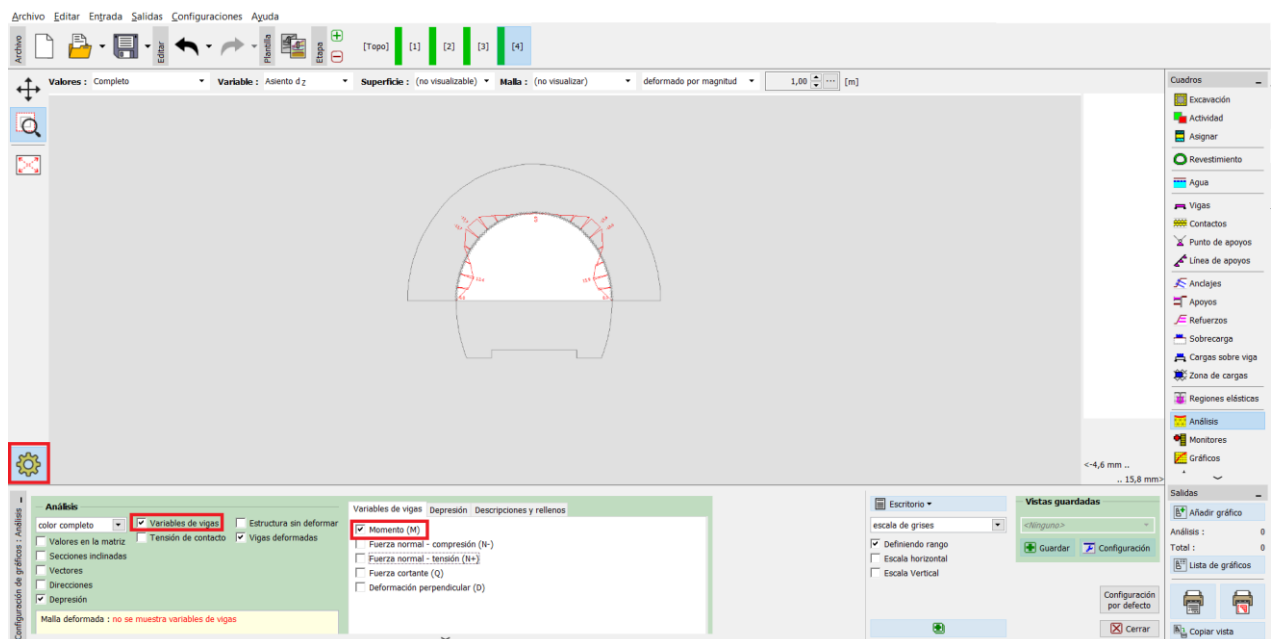 Archivo Editar Entrada Salidas Configuraciones Ayuda
Archivo
Editar
Plantilla
Etapa
[Topo] [1] [2] [3] [4]
Valores : Completo Variable : Asiento d z Superficie : (no visualizable) Malla : (no visualizar) deformado por magnitud 1,00 [m]
Cuadros
Excavación
Actividad
Asignar
Revestimiento
Agua
Vigas
Contactos
Punto de apoyos
Línea de apoyos
Anclajes
Apoyos
Refuerzos
Sobrecarga
Cargas sobre viga
Zona de cargas
Regiones elásticas
Análisis
Monitores
Gráficos
<-4,6 mm ..
.. 15,8 mm>
Configuración de gráficos : Análisis
Análisis
color completo
Variables de vigas
Estructura sin deformar
Valores en la matriz
Tensión de contacto
Vigas deformadas
Secciones inclinadas
Vectores
Direcciones
Depresión
Malla deformada : no se muestra variables de vigas
Variables de vigas Depresión Descripciones y rellenos
Momento (M)
Fuerza normal - compresión (N-)
Fuerza normal - tensión (N+)
Fuerza cortante (Q)
Deformación perpendicular (D)
Escritorio
escala de grises
Definiendo rango
Escala horizontal
Escala Vertical
Vistas guardadas
<Ninguno>
Guardar Configuración
Configuración
por defecto
Cerrar
Salidas
Añadir gráfico
Análisis : 0
Total : 0
Lista de gráficos
Copiar vista